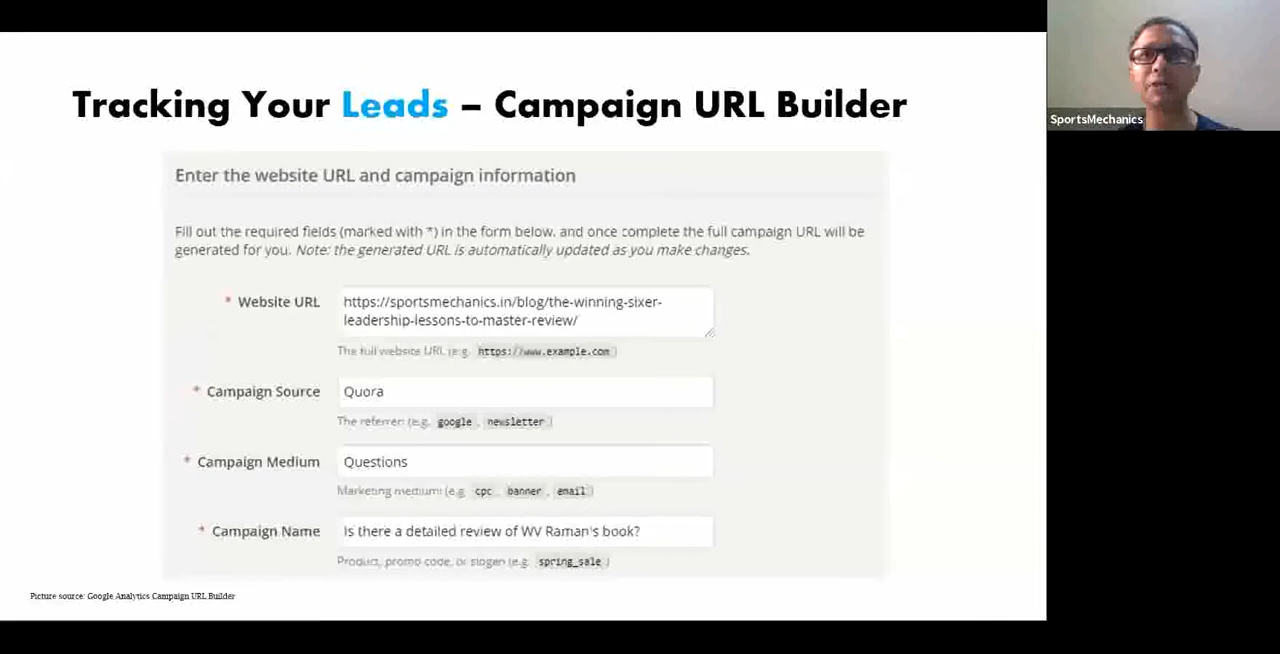 Tracking Your Leads – Campaign URL Builder
SportsMechanics
Enter the website URL and campaign information
Fill out the required fields (marked with *) in the form below, and once complete the full campaign URL will be
generated for you. Note: the generated URL is automatically updated as you make changes.
* Website URL
https://sportsmechanics.in/blog/the-winning-sixer-
leadership-lessons-to-master-review/
The full website URL (e.g. https://www.example.com )
* Campaign Source
Quora
The referrer: (e.g. google , newsletter )
* Campaign Medium
Questions
Marketing medium: (e.g. cpc , banner , email )
* Campaign Name
Is there a detailed review of WV Raman's book?
Product, promo code, or slogan (e.g. spring_sale )
Picture source: Google Analytics Campaign URL Builder